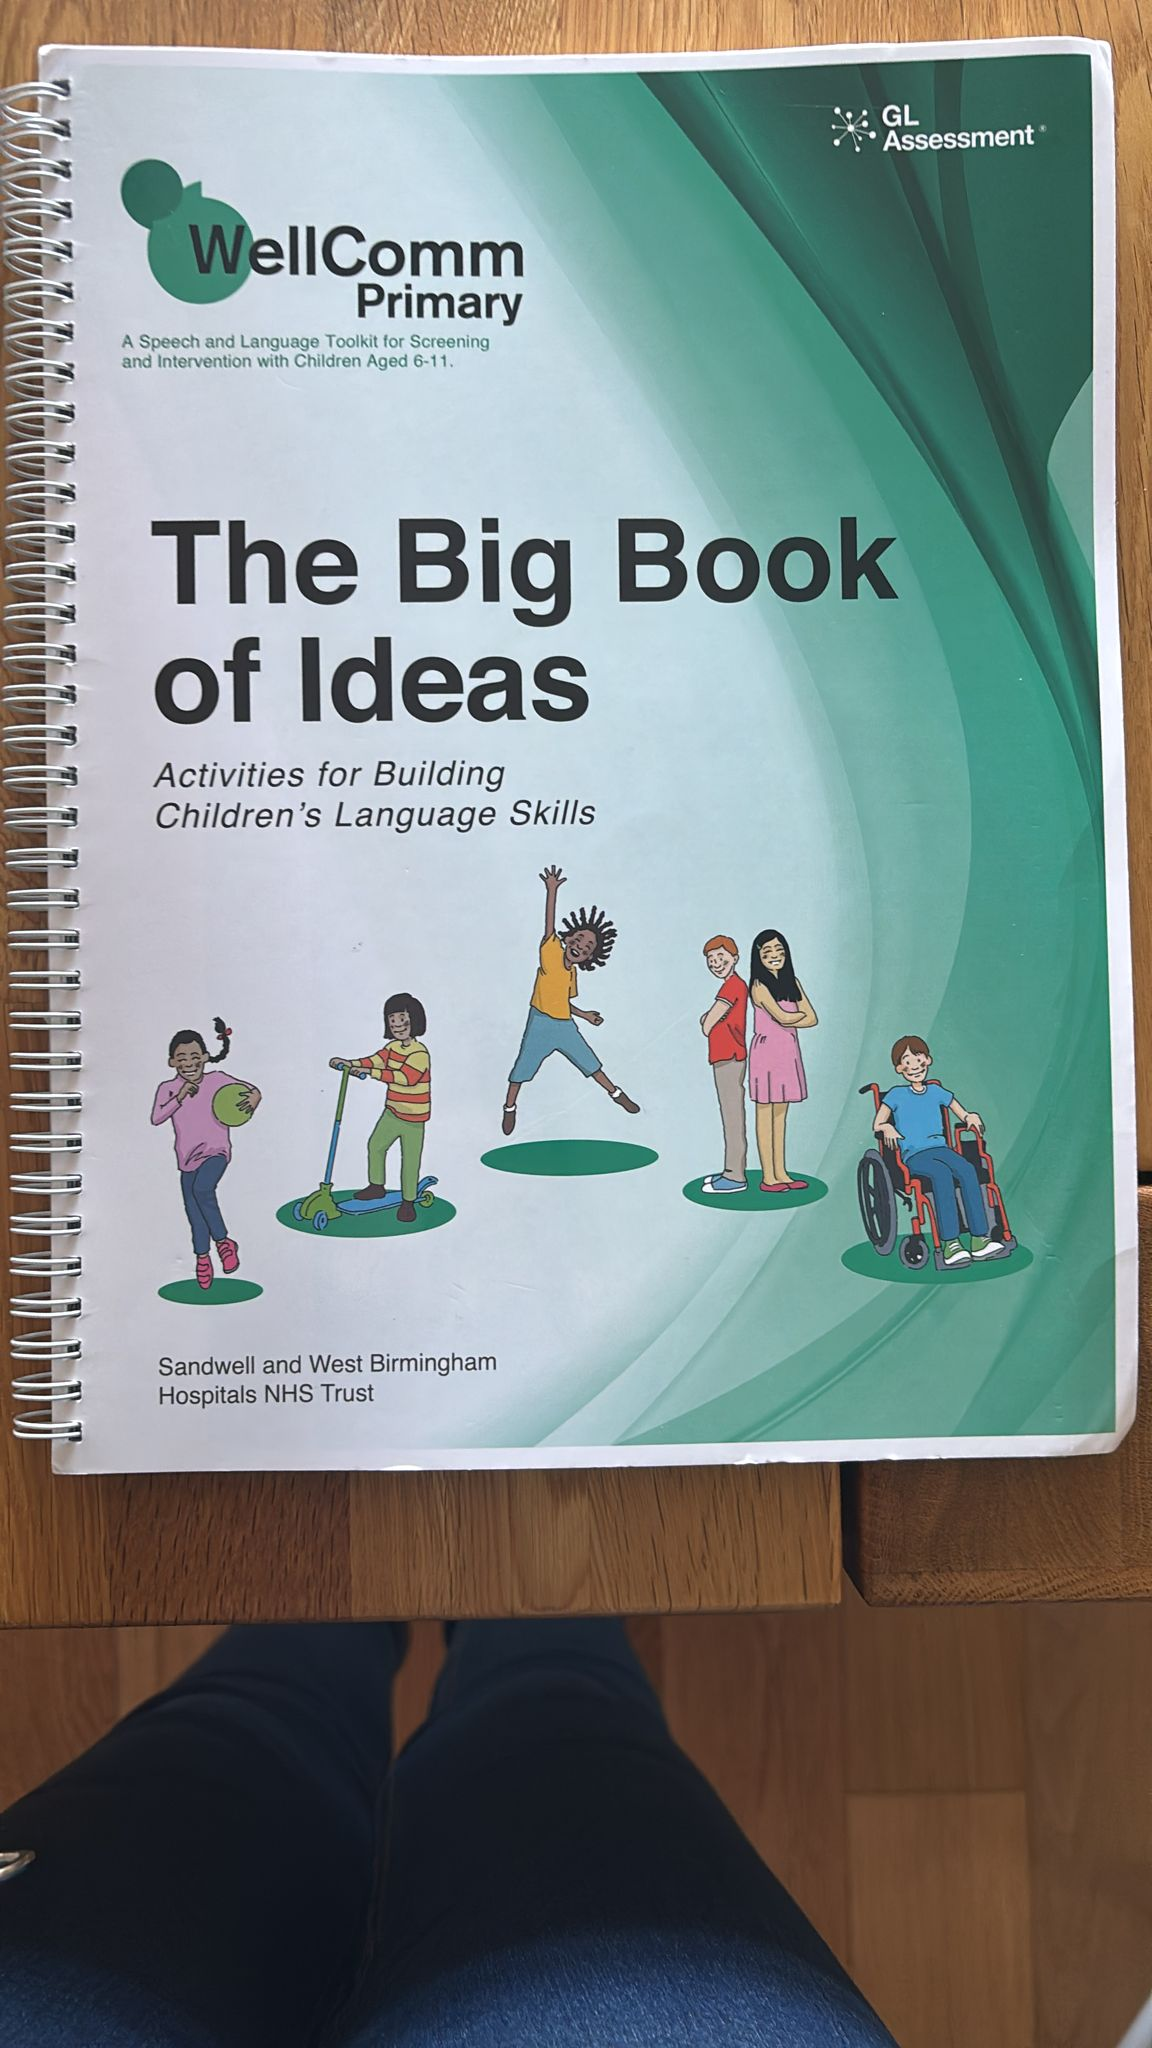 GL
Assessment®
WellComm
Primary
A Speech and Language Toolkit for Screening
and Intervention with Children Aged 6-11.
The Big Book
of Ideas
Activities for Building
Children's Language Skills
Sandwell and West Birmingham
Hospitals NHS Trust